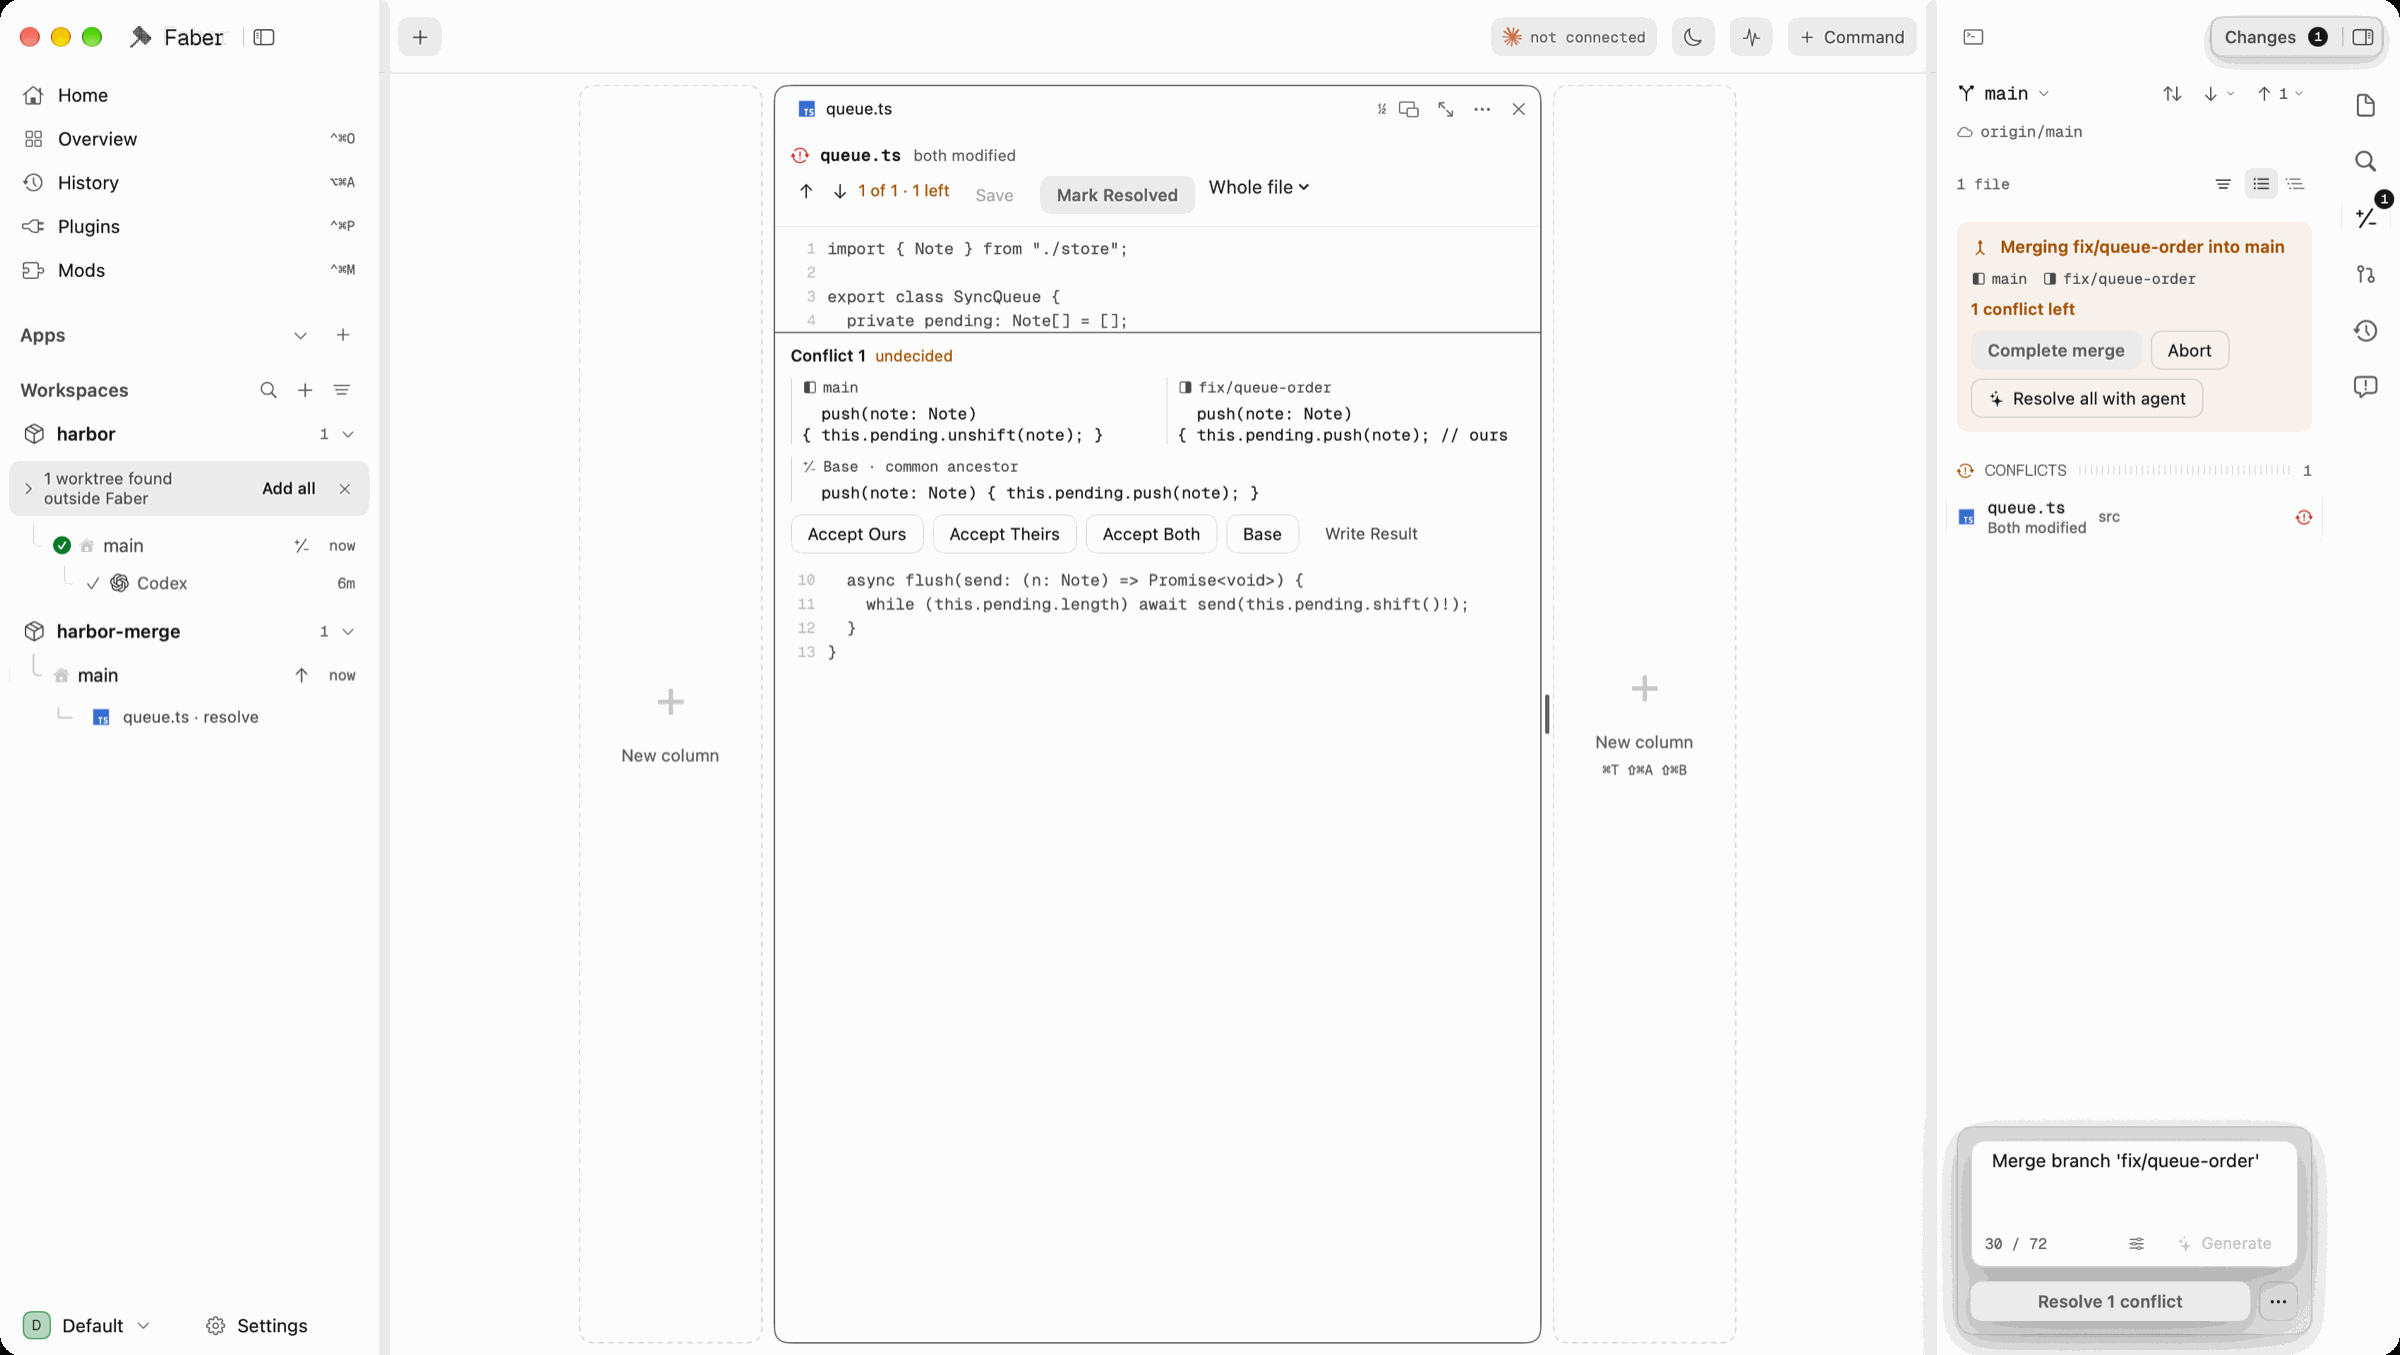 Faber
Home
Overview ^⌘O
History ⌥⌘A
Plugins ^⌘P
Mods ^⌘M
Apps
Workspaces
harbor 1
1 worktree found
outside Faber
Add all
main now
Codex 6m
harbor-merge 1
main now
queue.ts · resolve
D Default
Settings
not connected
+ Command
New column
TS queue.ts
½
queue.ts both modified
1 of 1 · 1 left
Save
Mark Resolved
Whole file
1 import { Note } from "./store";
2
3 export class SyncQueue {
4 private pending: Note[] = [];
Conflict 1 undecided
main
push(note: Note)
{ this.pending.unshift(note); }
fix/queue-order
push(note: Note)
{ this.pending.push(note); // ours
Base · common ancestor
push(note: Note) { this.pending.push(note); }
Accept Ours
Accept Theirs
Accept Both
Base
Write Result
10 async flush(send: (n: Note) => Promise<void>) {
11 while (this.pending.length) await send(this.pending.shift()!);
12 }
13 }
New column
⌘T ⇧⌘A ⇧⌘B
Changes 1
main
↑ 1
origin/main
1 file
1
Merging fix/queue-order into main
main fix/queue-order
1 conflict left
Complete merge
Abort
Resolve all with agent
CONFLICTS 1
TS queue.ts
Both modified
src
Merge branch 'fix/queue-order'
30 / 72
Generate
Resolve 1 conflict